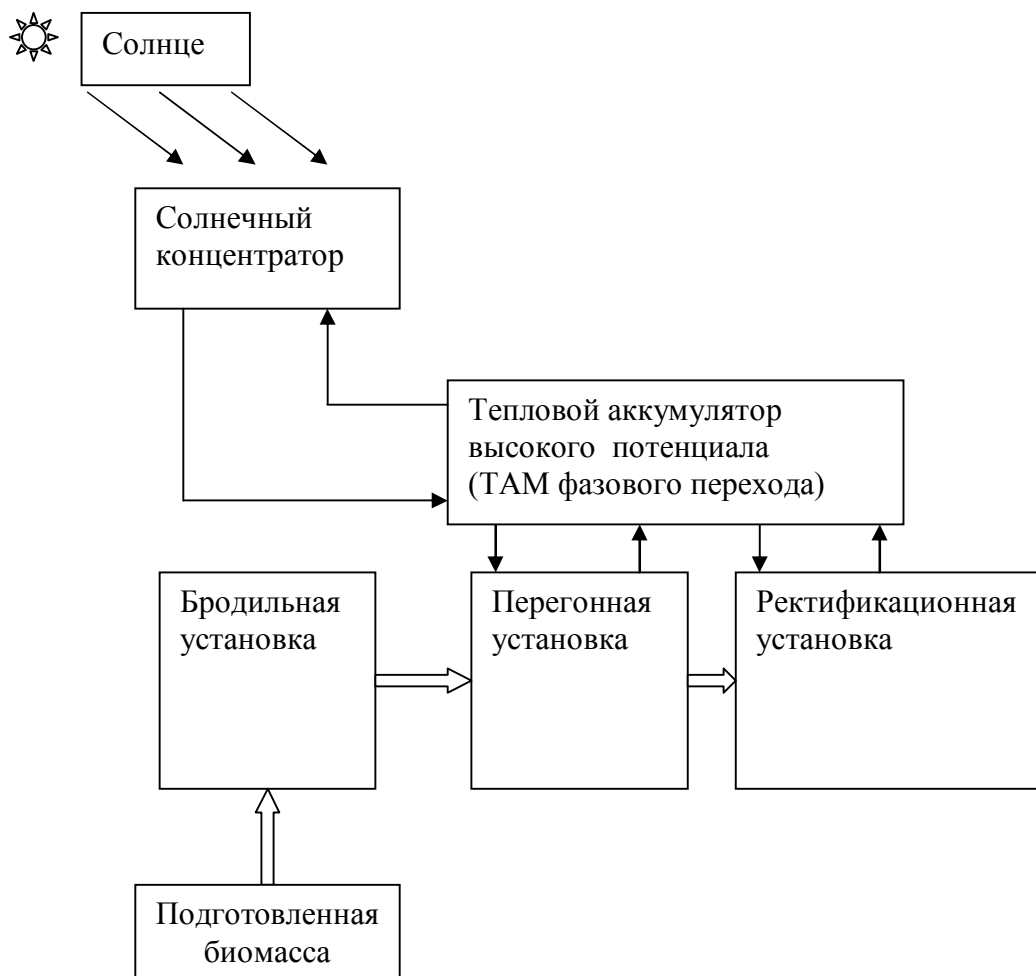 Солнце
Солнечный
концентратор
Тепловой аккумулятор
высокого потенциала
(ТАМ фазового перехода)
Бродильная
установка
Перегонная
установка
Ректификационная
установка
Подготовленная
биомасса